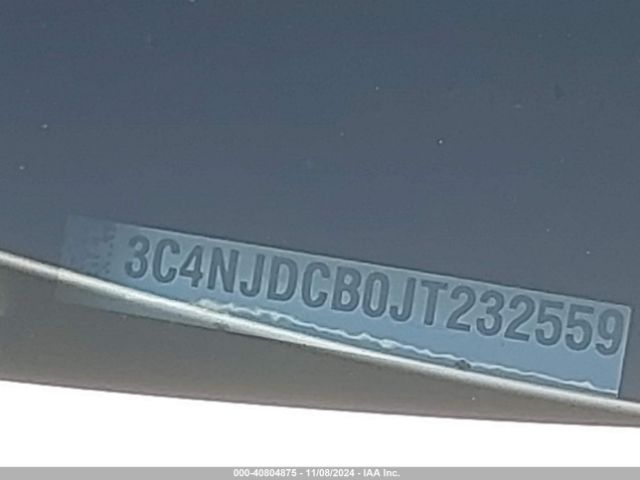 3C4NJDCB0JT232559
000-40804875 - 11/08/2024 - IAA Inc.